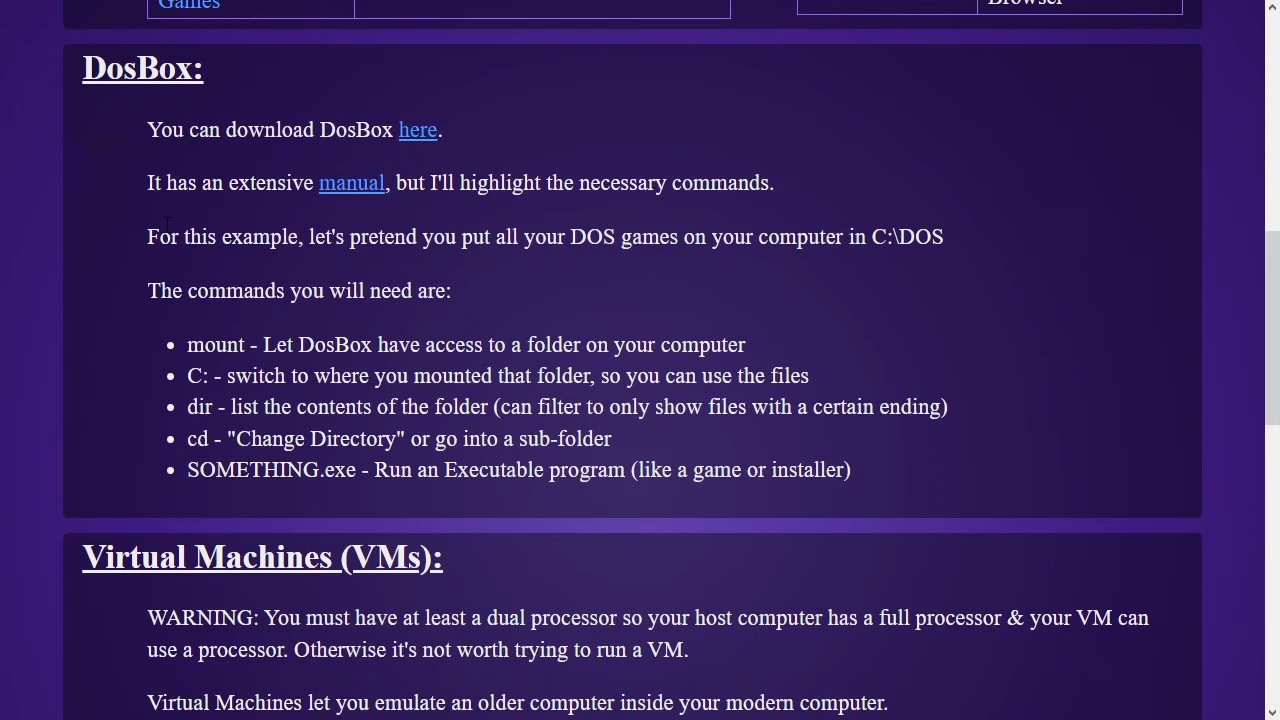 Games
Browser
DosBox:
You can download DosBox here.
It has an extensive manual, but I'll highlight the necessary commands.
For this example, let's pretend you put all your DOS games on your computer in C:\DOS
The commands you will need are:
• mount - Let DosBox have access to a folder on your computer
• C: - switch to where you mounted that folder, so you can use the files
• dir - list the contents of the folder (can filter to only show files with a certain ending)
• cd - "Change Directory" or go into a sub-folder
• SOMETHING.exe - Run an Executable program (like a game or installer)
Virtual Machines (VMs):
WARNING: You must have at least a dual processor so your host computer has a full processor & your VM can
use a processor. Otherwise it's not worth trying to run a VM.
Virtual Machines let you emulate an older computer inside your modern computer.